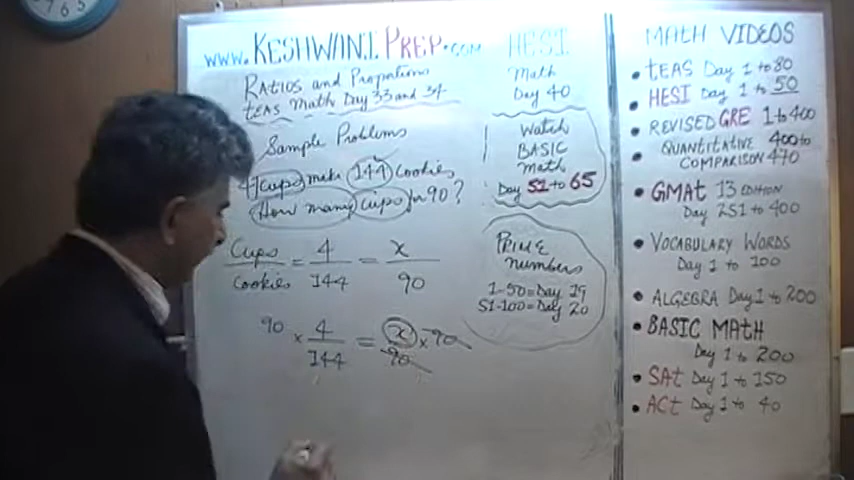 www.KESHWANI PREP.com
RATIOS and Propations
tEAS Math Day 33 and 34
Sample Problems
4 cups make 144 cookies
How many cups for 90?
Cups = 4 = x
Cookies 144 90
90 × 4 = x × 90
144 90
HESI
Math
Day 40
Watch
BASIC
Math
Day 51 to 65
PRIME
numbers
1-50 = Day 19
51-100 = Day 20
MATH VIDEOS
• tEAS Day 1 to 80
• HESI Day 1 to 50
• REVISED GRE 1 to 400
• QUANTITATIVE 400 to
COMPARISON 470
• GMAt 13 EDITION
Day 251 to 400
• VOCABULARY WORDS
Day 1 to 100
• ALGEBRA Day 1 to 200
• BASIC MATH
Day 1 to 200
• SAt Day 1 to 150
• ACt Day 1 to 40
7 6 5